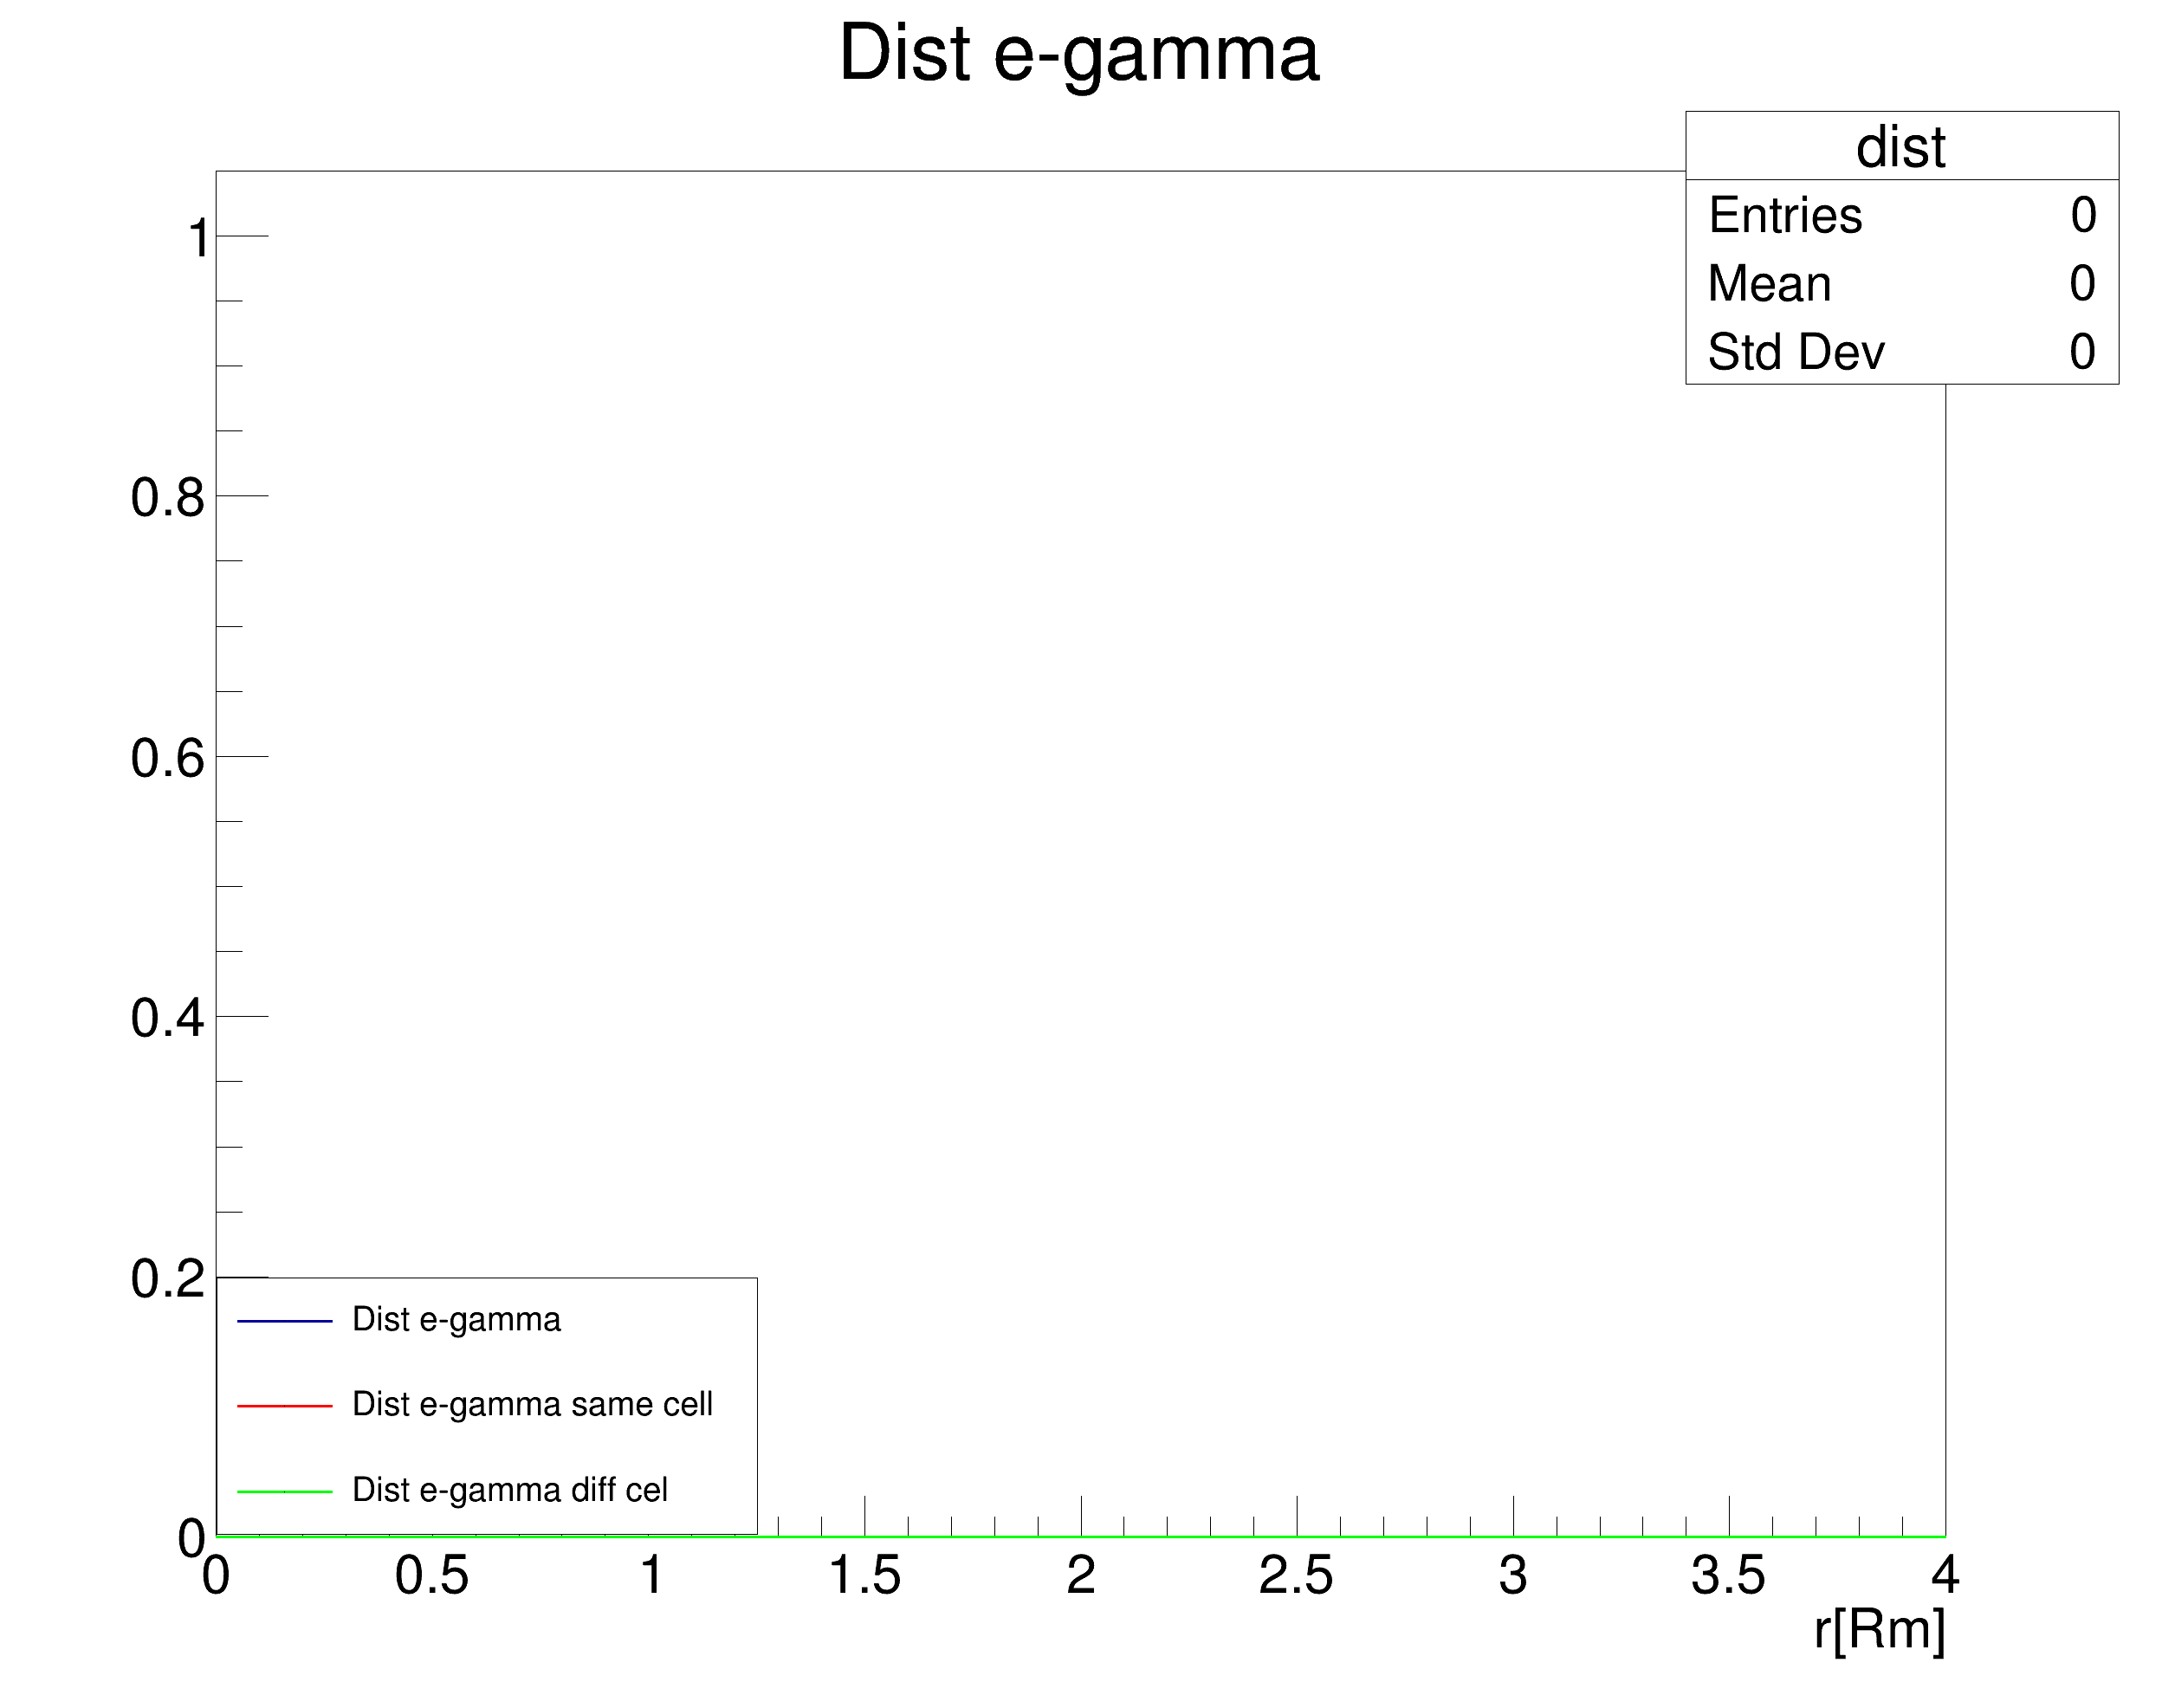 Dist e-gamma
dist
Entries 0
Mean 0
Std Dev 0
1
0.8
0.6
0.4
0.2
0
Dist e-gamma
Dist e-gamma same cell
Dist e-gamma diff cel
0 0.5 1 1.5 2 2.5 3 3.5 4
r[Rm]